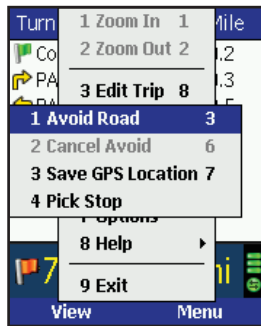 Turn 1 Zoom In 1 Mile
Co 2 Zoom Out 2 .2
PA 3 Edit Trip 8 .3
1 Avoid Road 3
2 Cancel Avoid 6
3 Save GPS Location 7
4 Pick Stop
8 Help
7 9 Exit
View Menu